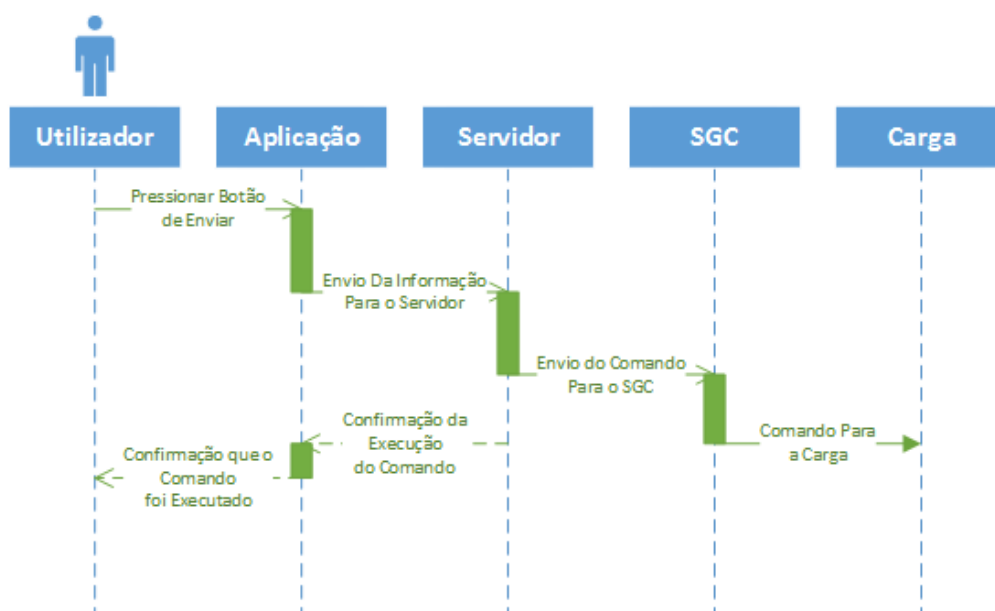 Utilizador
Aplicação
Servidor
SGC
Carga
Pressionar Botão
de Enviar
Envio Da Informação
Para o Servidor
Envio do Comando
Para o SGC
Comando Para
a Carga
Confirmação da
Execução
do Comando
Confirmação que o
Comando
foi Executado